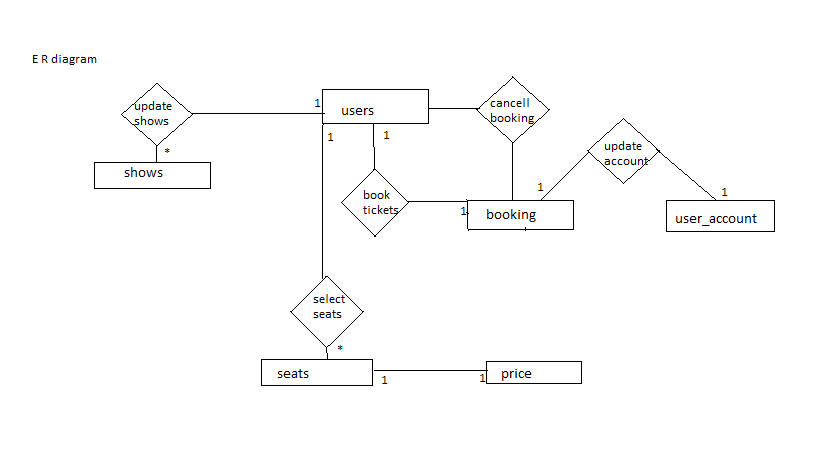 E R diagram
update
shows
1
users
cancell
booking
*
shows
1
1
book
tickets
update
account
1
booking
1
1
user_account
select
seats
*
seats
1
1
price